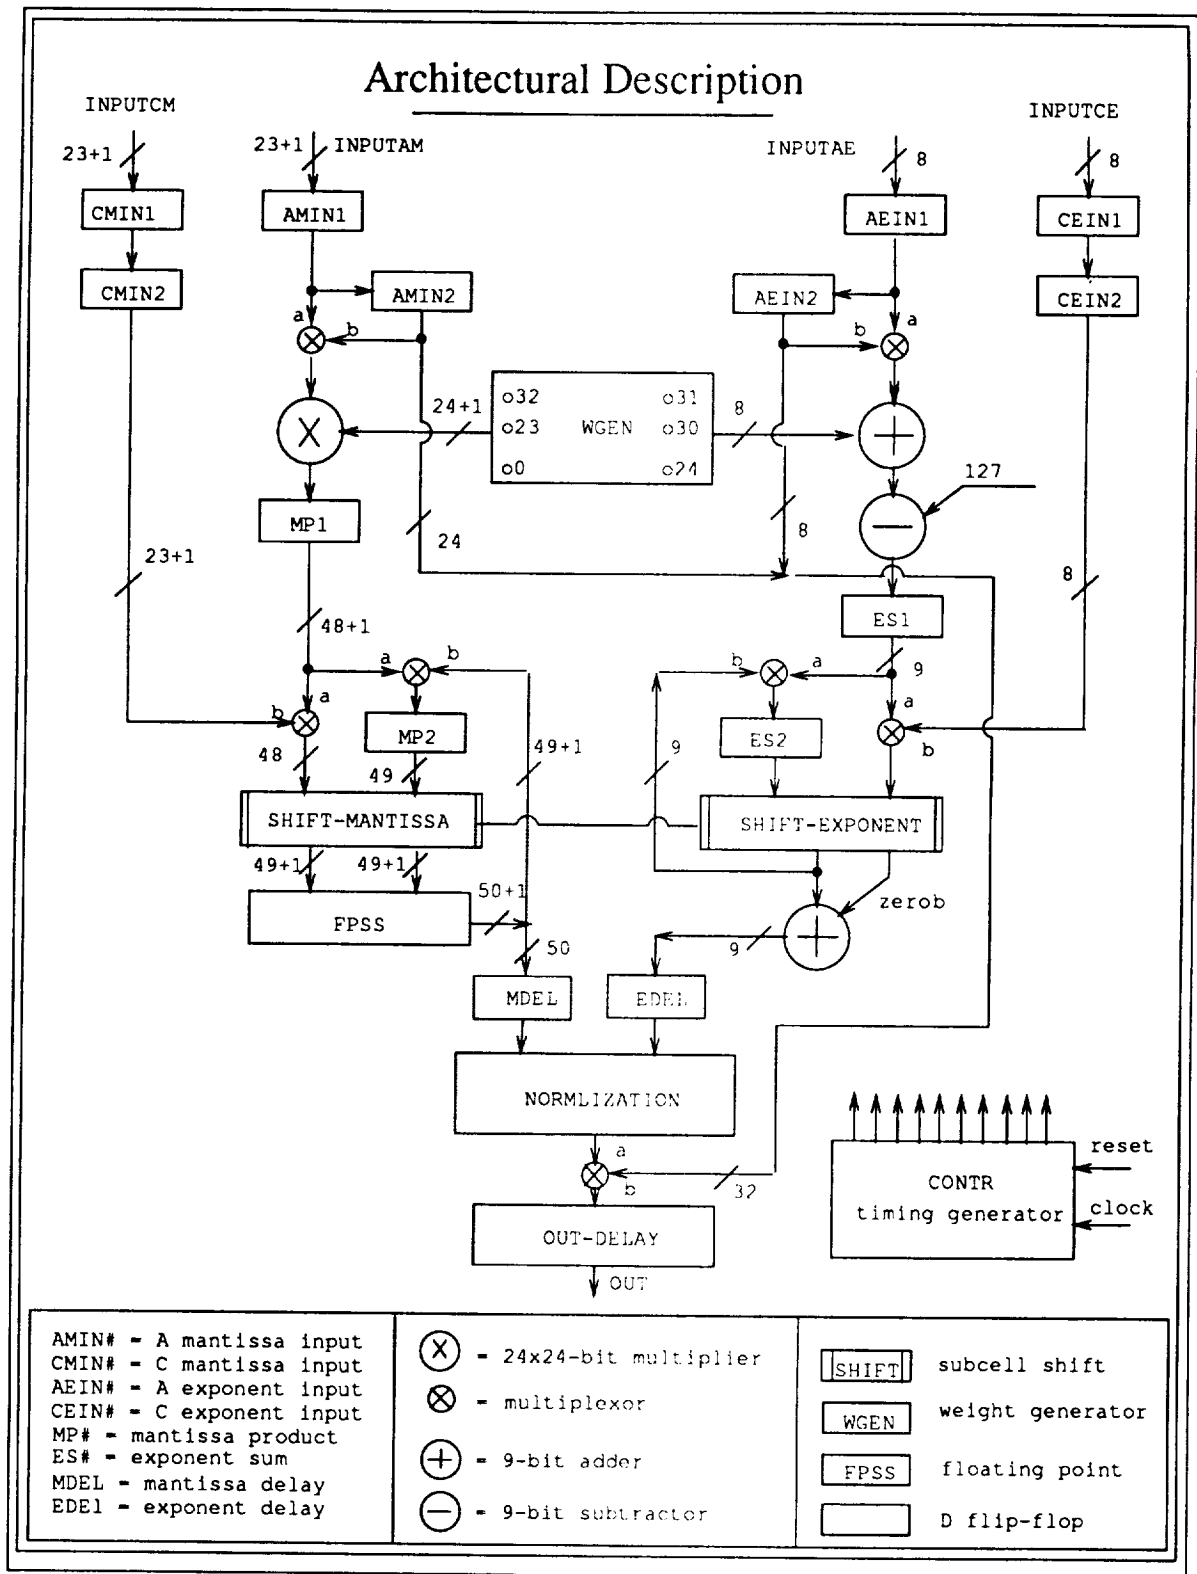 Architectural Description
INPUTCM
INPUTCE
23+1
23+1
INPUTAM
INPUTAE
8
8
CMIN1
AMIN1
AEIN1
CEIN1
CMIN2
AMIN2
AEIN2
CEIN2
a
b
b
a
24+1
o32
o31
o23
WGEN
o30
8
o0
o24
127
MP1
24
8
23+1
8
ES1
48+1
9
a
b
b
a
a
b
a
b
MP2
ES2
48
49
49+1
9
SHIFT-MANTISSA
SHIFT-EXPONENT
49+1
49+1
50+1
zerob
FPSS
50
9
MDEL
EDEL
NORMLIZATION
a
b
32
OUT-DELAY
OUT
reset
CONTR
timing generator
clock
AMIN# = A mantissa input
CMIN# = C mantissa input
AEIN# = A exponent input
CEIN# = C exponent input
MP# = mantissa product
ES# = exponent sum
MDEL = mantissa delay
EDEl = exponent delay
= 24x24-bit multiplier
= multiplexor
= 9-bit adder
= 9-bit subtractor
SHIFT subcell shift
WGEN weight generator
FPSS floating point
D flip-flop